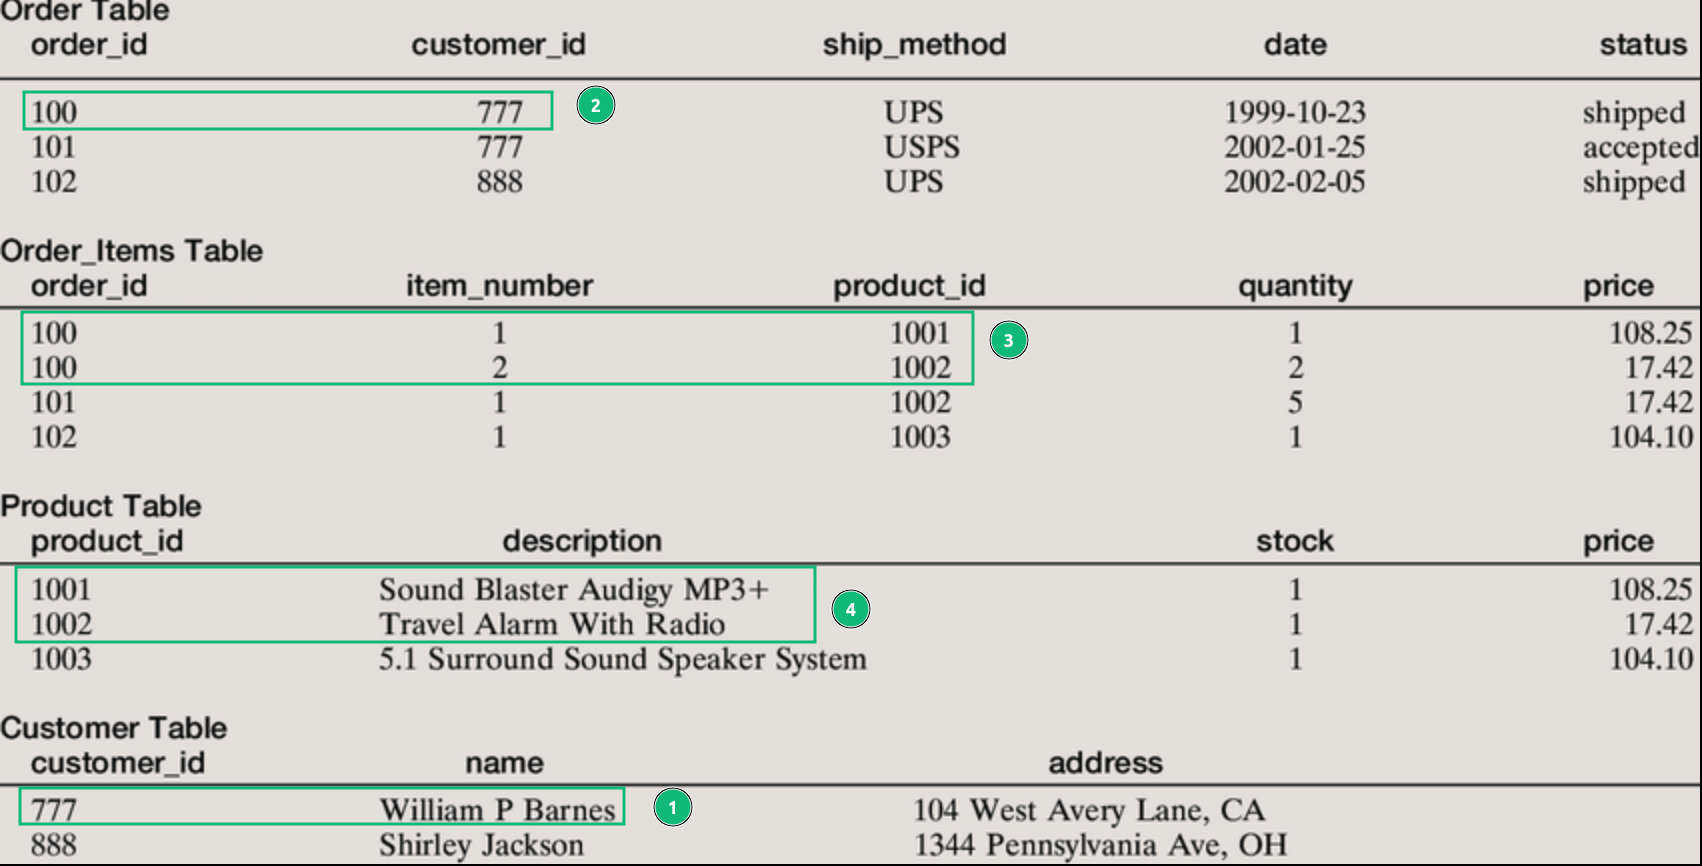 Order Table
order_id customer_id ship_method date status
100 777 UPS 1999-10-23 shipped
2
101 777 USPS 2002-01-25 accepted
102 888 UPS 2002-02-05 shipped
Order_Items Table
order_id item_number product_id quantity price
100 1 1001 1 108.25
3
100 2 1002 2 17.42
101 1 1002 5 17.42
102 1 1003 1 104.10
Product Table
product_id description stock price
1001 Sound Blaster Audigy MP3+ 1 108.25
4
1002 Travel Alarm With Radio 1 17.42
1003 5.1 Surround Sound Speaker System 1 104.10
Customer Table
customer_id name address
777 William P Barnes 104 West Avery Lane, CA
1
888 Shirley Jackson 1344 Pennsylvania Ave, OH